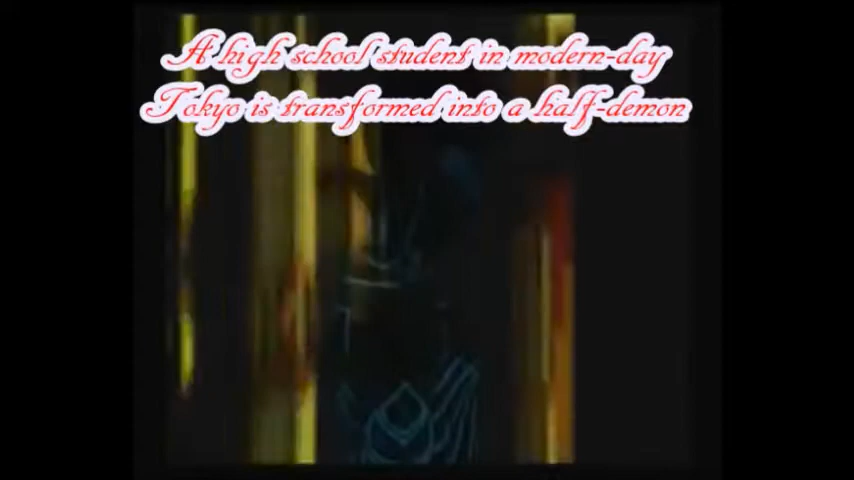 A high school student in modern-day
Tokyo is transformed into a half-demon